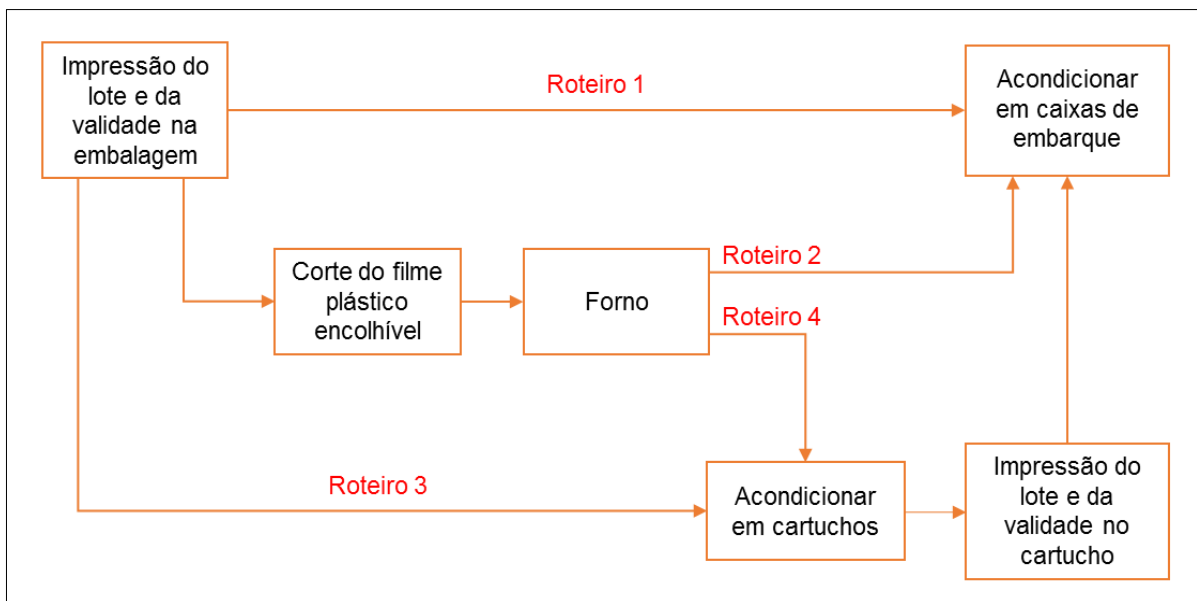 Impressão do
lote e da
validade na
embalagem
Roteiro 1
Acondicionar
em caixas de
embarque
Corte do filme
plástico
encolhível
Forno
Roteiro 2
Roteiro 4
Roteiro 3
Acondicionar
em cartuchos
Impressão do
lote e da
validade no
cartucho